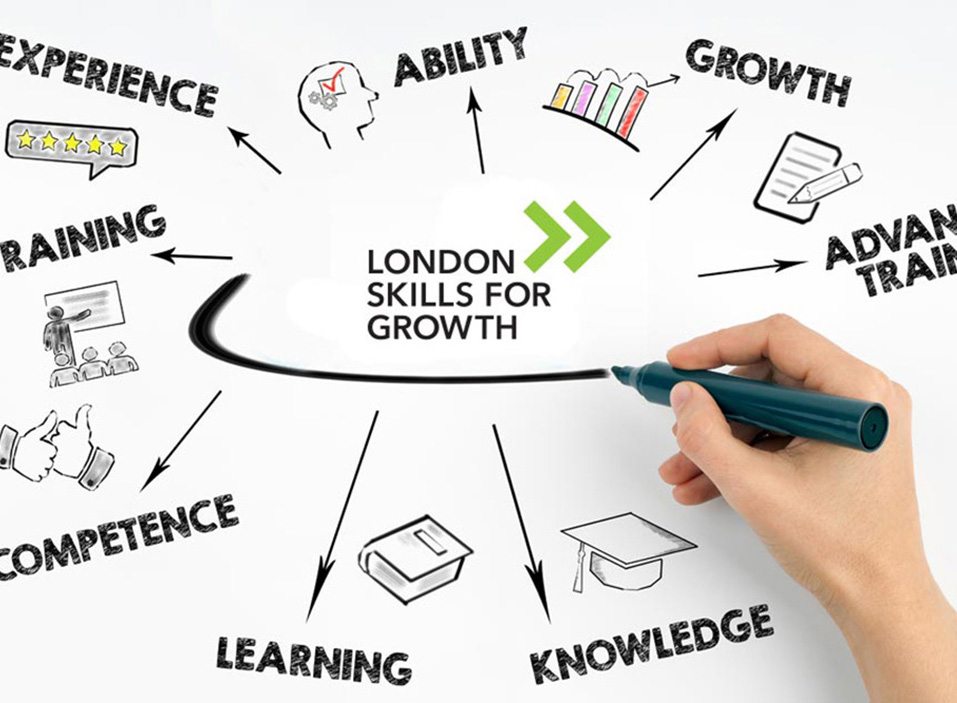 EXPERIENCE
ABILITY
GROWTH
RAINING
LONDON
SKILLS FOR
GROWTH
ADVAN
TRAIN
COMPETENCE
LEARNING
KNOWLEDGE